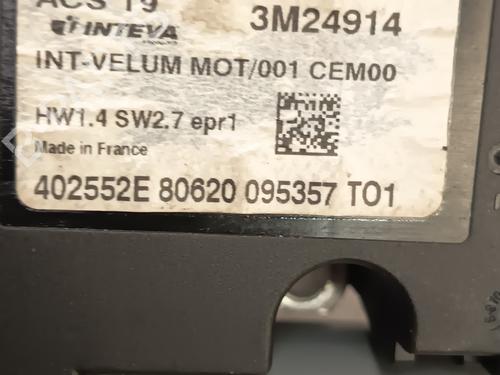 ACS T9
INTEVA 3M24914
INT-VELUM MOT/001 CEM00
HW1.4 SW2.7 epr1
Made in France
402552E 80620 095357 T01